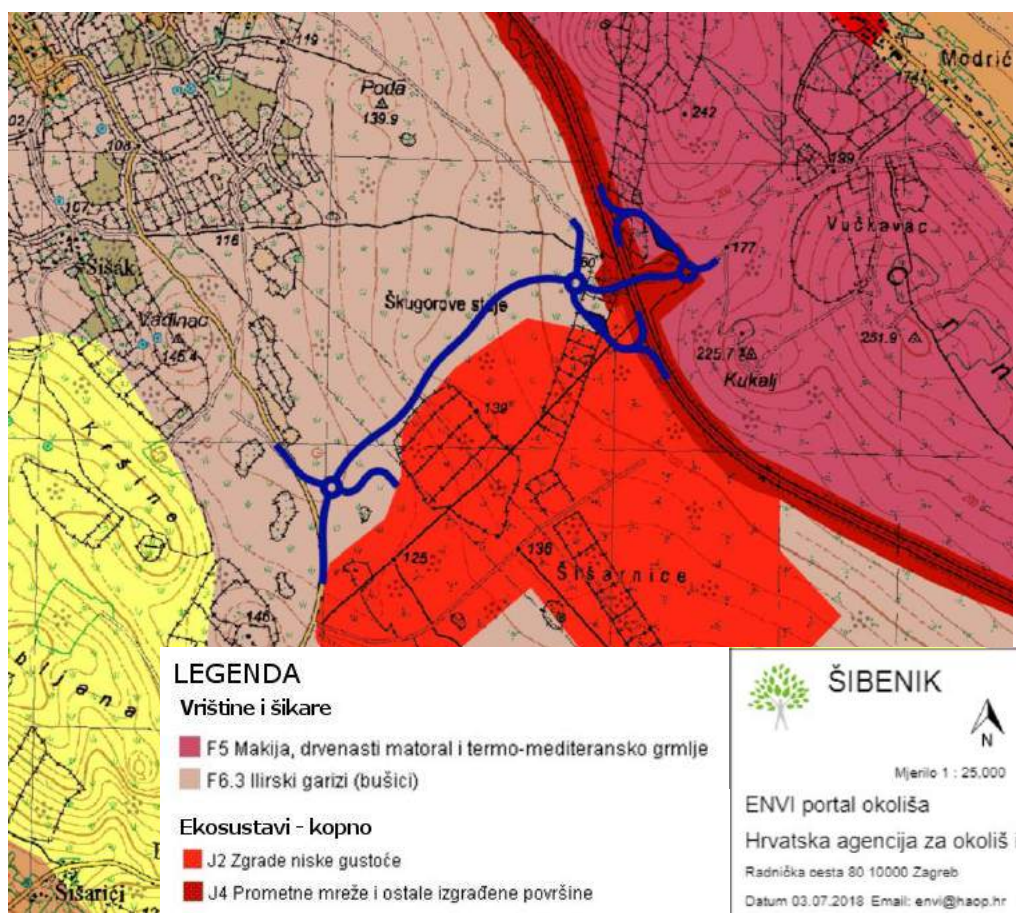 119
Poda
139.9
242
174
Modrić
02
108
199
107
116
177
Vučkavac
Šišak
Škugorove staje
Vadinac
145.4
225.7
Kukalj
251.9
139
Krtine
125
136
Šišarnice
146
Šišarići
LEGENDA
Vrištine i šikare
F5 Makija, drvenasti matoral i termo-mediteransko grmlje
F6.3 Ilirski garizi (bušici)
Ekosustavi - kopno
J2 Zgrade niske gustoće
J4 Prometne mreže i ostale izgrađene površine
ŠIBENIK
N
Mjerilo 1 : 25,000
ENVI portal okoliša
Hrvatska agencija za okoliš i
Radnička cesta 80 10000 Zagreb
Datum 03.07.2018 Email: envi@haop.hr